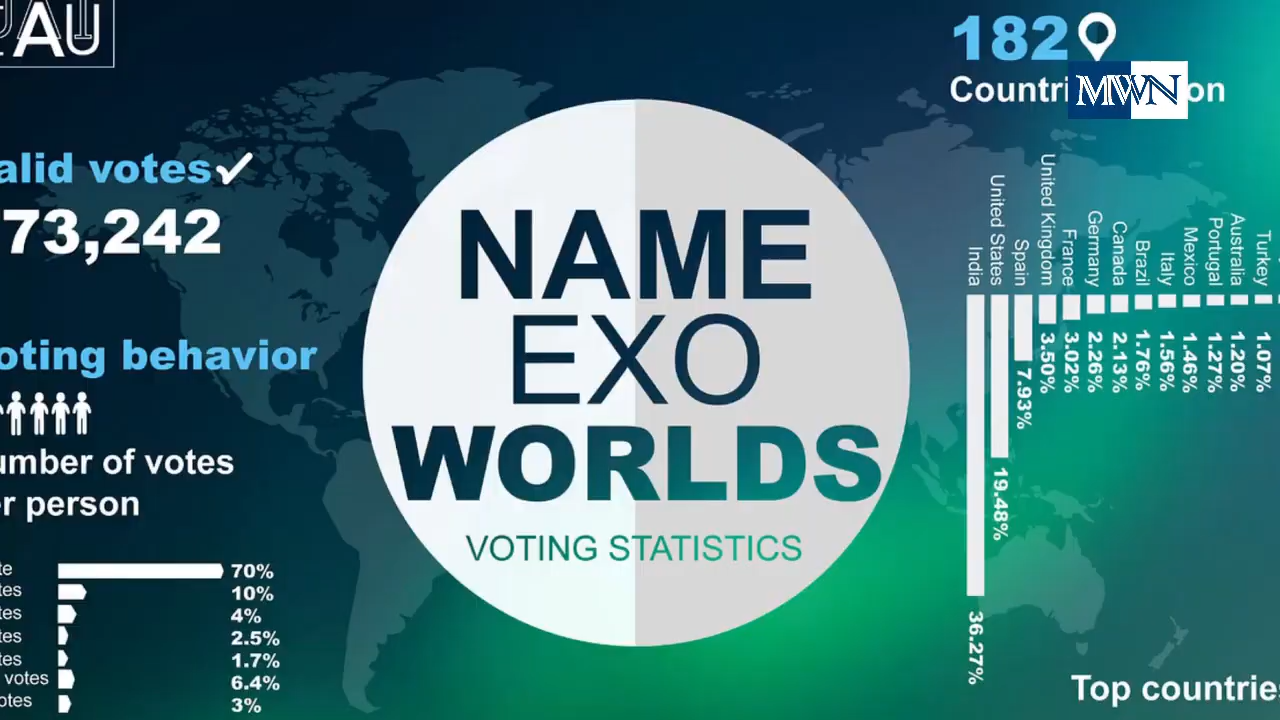 AU
182
MWN
Countri on
alid votes
73,242
NAME
EXO
WORLDS
VOTING STATISTICS
oting behavior
umber of votes
er person
te 70%
tes 10%
tes 4%
tes 2.5%
tes 1.7%
votes 6.4%
otes 3%
India 36.27%
United States 19.48%
Spain 7.93%
United Kingdom 3.50%
France 3.02%
Germany 2.26%
Canada 2.13%
Brazil 1.76%
Italy 1.56%
Mexico 1.46%
Portugal 1.27%
Australia 1.20%
Turkey 1.07%
Top countries